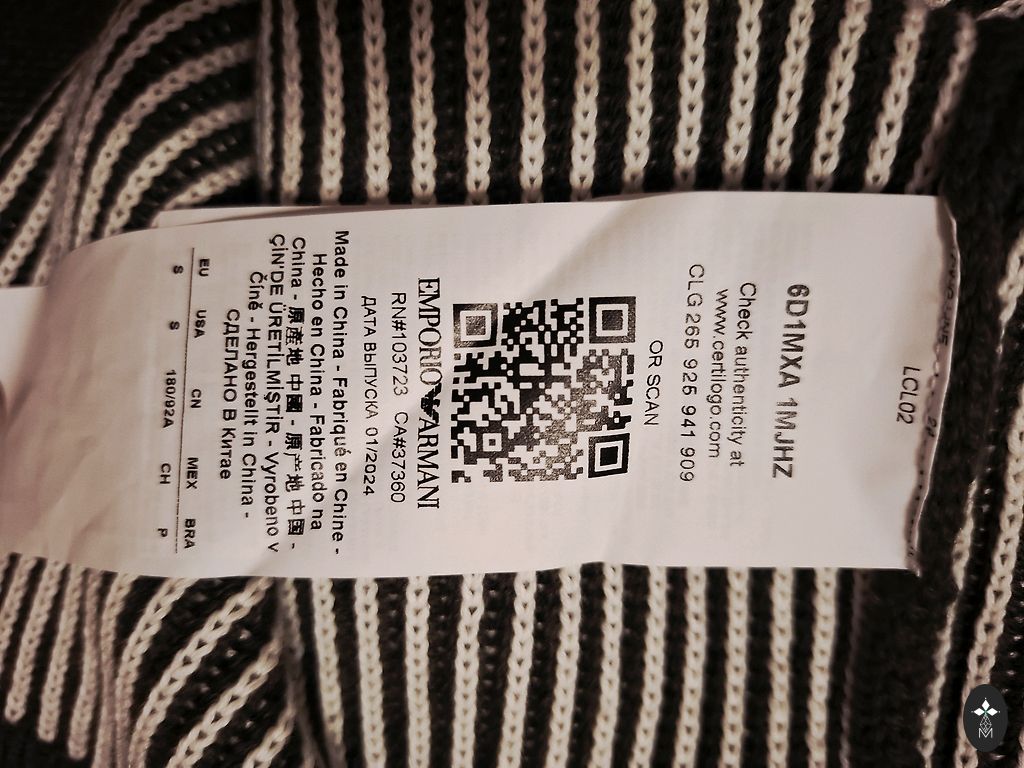 LCL02
6D1MXA 1MJHZ
Check authenticity at
www.certilogo.com
CLG 265 925 941 909
OR SCAN
EMPORIO ARMANI
RN#103723 CA#37360
ДАТА ВЫПУСКА 01/2024
Made in China - Fabriqué en Chine -
Hecho en China - Fabricado na
China - 原產地 中國 - 原产地 中国 -
ÇİN'DE ÜRETİLMİŞTİR - Vyrobeno v
Číně - Hergestellt in China -
СДЕЛАНО В Китае
EU USA CN MEX BRA
S S 180/92A CH P